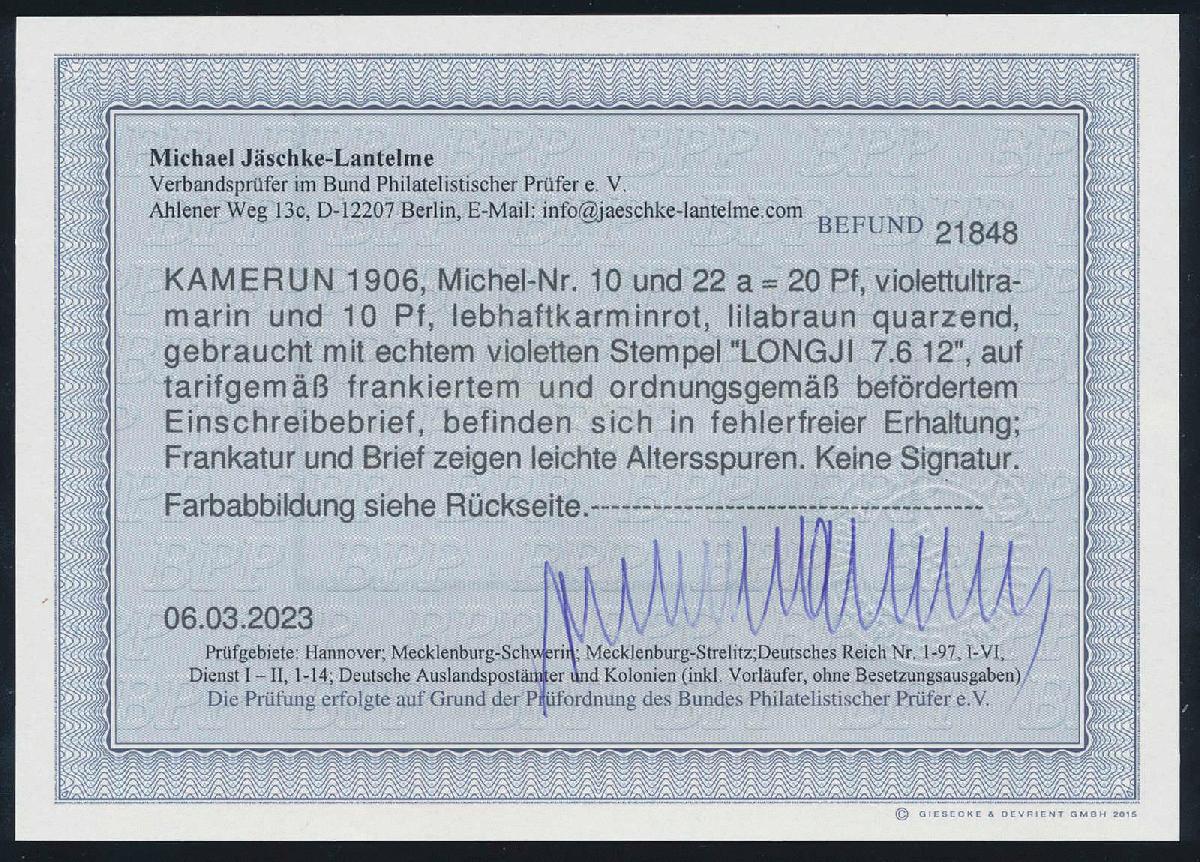 Michael Jäschke-Lantelme
Verbandsprüfer im Bund Philatelistischer Prüfer e. V.
Ahlener Weg 13c, D-12207 Berlin, E-Mail: info@jaeschke-lantelme.com
BEFUND 21848
KAMERUN 1906, Michel-Nr. 10 und 22 a = 20 Pf, violettultra-
marin und 10 Pf, lebhaftkarminrot, lilabraun quarzend,
gebraucht mit echtem violetten Stempel "LONGJI 7.6 12", auf
tarifgemäß frankiertem und ordnungsgemäß befördertem
Einschreibebrief, befinden sich in fehlerfreier Erhaltung;
Frankatur und Brief zeigen leichte Altersspuren. Keine Signatur.
Farbabbildung siehe Rückseite.--------------------------------------
06.03.2023
Prüfgebiete: Hannover; Mecklenburg-Schwerin; Mecklenburg-Strelitz;Deutsches Reich Nr. 1-97, I-VI,
Dienst I – II, 1-14; Deutsche Auslandspostämter und Kolonien (inkl. Vorläufer, ohne Besetzungsausgaben)
Die Prüfung erfolgte auf Grund der Prüfordnung des Bundes Philatelistischer Prüfer e.V.
© GIESECKE & DEVRIENT GMBH 2015